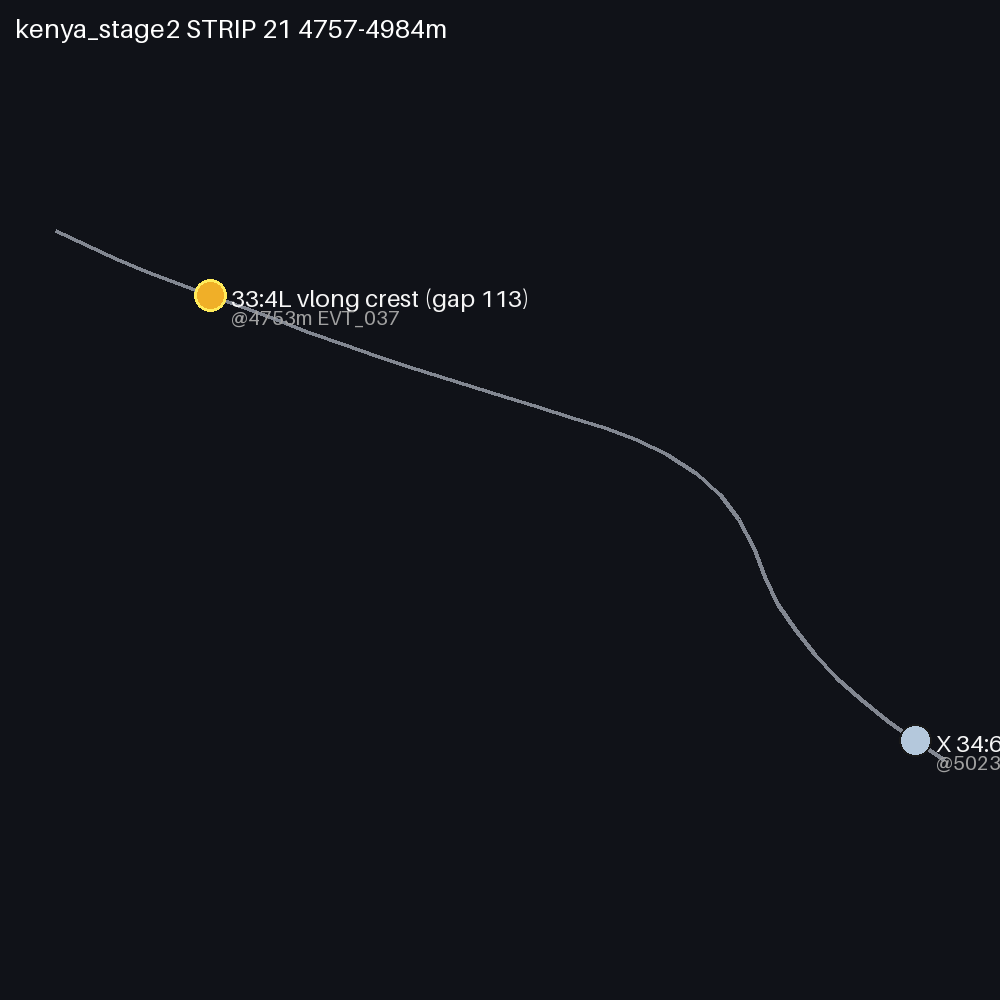 kenya_stage2 STRIP 21 4757-4984m
33:4L vlong crest (gap 113)
@4753m EVT_037
X 34:6
@5023